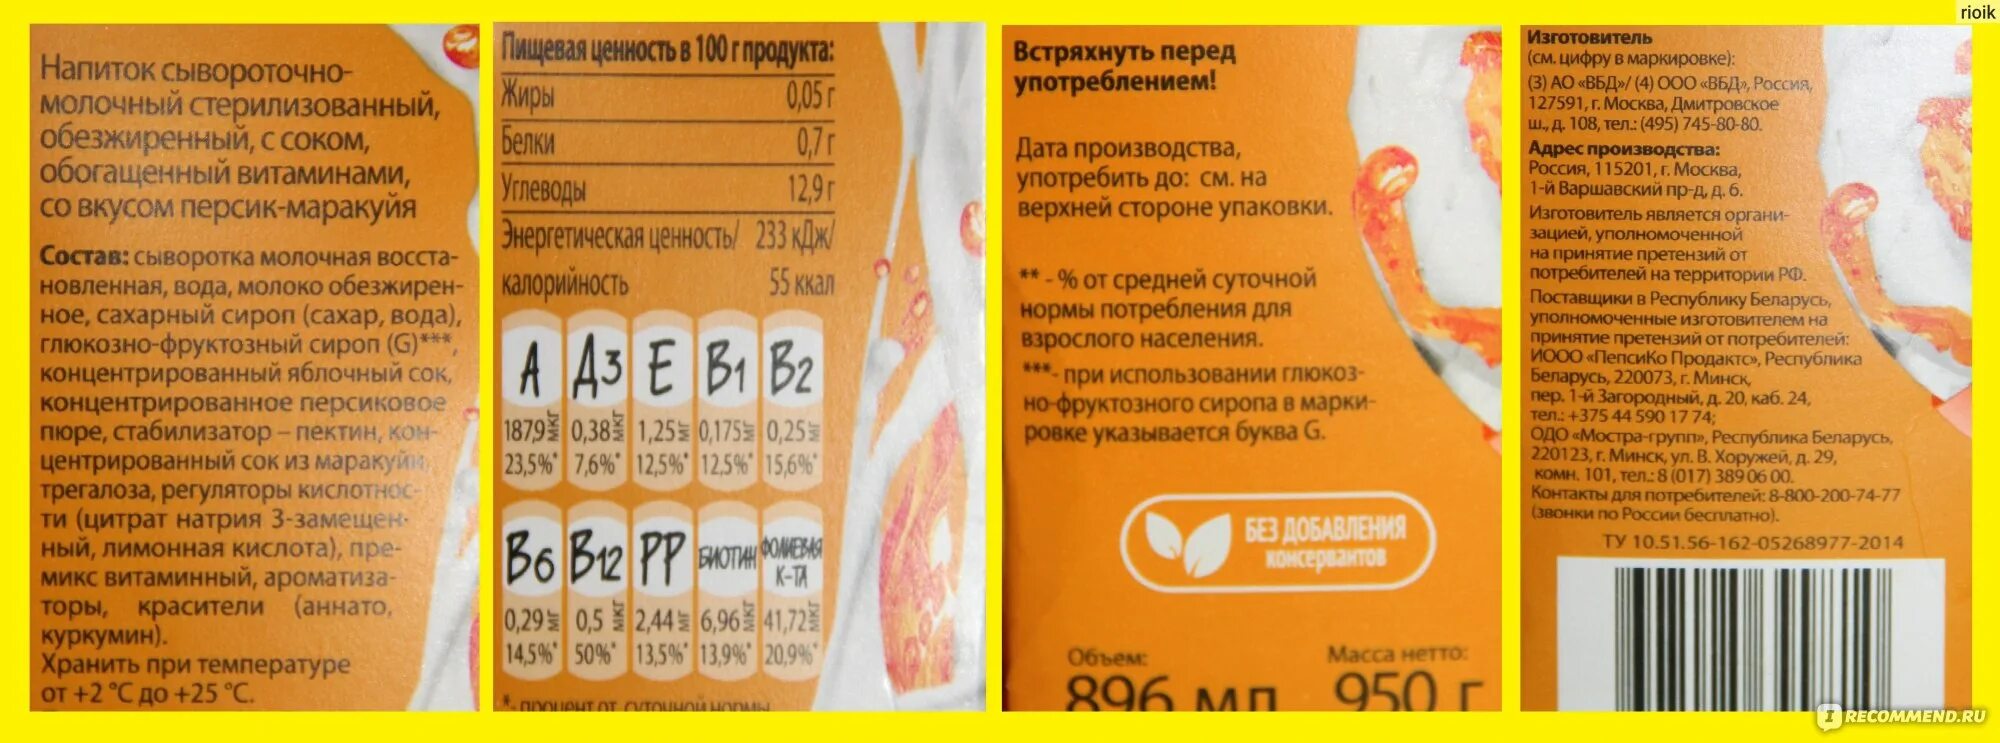 rioik
Напиток сывороточно-
молочный стерилизованный,
обезжиренный, с соком,
обогащенный витаминами,
со вкусом персик-маракуйя
Состав: сыворотка молочная восста-
новленная, вода, молоко обезжирен-
ное, сахарный сироп (сахар, вода),
глюкозно-фруктозный сироп (G)***,
концентрированный яблочный сок,
концентрированное персиковое
пюре, стабилизатор – пектин, кон-
центрированный сок из маракуйи,
трегалоза, регуляторы кислотнос-
ти (цитрат натрия 3-замещен-
ный, лимонная кислота), пре-
микс витаминный, ароматиза-
торы, красители (аннато,
куркумин).
Хранить при температуре
от +2 °С до +25 °С.
Пищевая ценность в 100 г продукта:
Жиры 0,05 г
Белки 0,7 г
Углеводы 12,9 г
Энергетическая ценность/ 233 кДж/
калорийность 55 ккал
А Д3 Е В1 В2
187,9 мкг 0,38 мкг 1,25 мг 0,175 мг 0,25 мг
23,5%* 7,6%* 12,5%* 12,5%* 15,6%*
В6 В12 РР БИОТИН ФОЛИЕВАЯ К-ТА
0,29 мг 0,5 мкг 2,44 мг 6,96 мкг 41,72 мкг
14,5%* 50%* 13,5%* 13,9%* 20,9%*
*- процент от суточной нормы
Встряхнуть перед
употреблением!
Дата производства,
употребить до: см. на
верхней стороне упаковки.
** - % от средней суточной
нормы потребления для
взрослого населения.
***- при использовании глюкоз-
но-фруктозного сиропа в марки-
ровке указывается буква G.
БЕЗ ДОБАВЛЕНИЯ
консервантов
Объем: Масса нетто:
896 мл 950 г
Изготовитель
(см. цифру в маркировке):
(3) АО «ВБД»/ (4) ООО «ВБД», Россия,
127591, г. Москва, Дмитровское
ш., д. 108, тел.: (495) 745-80-80.
Адрес производства:
Россия, 115201, г. Москва,
1-й Варшавский пр-д, д. 6.
Изготовитель является органи-
зацией, уполномоченной
на принятие претензий от
потребителей на территории РФ.
Поставщики в Республику Беларусь,
уполномоченные изготовителем на
принятие претензий от потребителей:
ИООО «ПепсиКо Продактс», Республика
Беларусь, 220073, г. Минск,
пер. 1-й Загородный, д. 20, каб. 24,
тел.: +375 44 590 17 74;
ОДО «Мостра-групп», Республика Беларусь,
220123, г. Минск, ул. В. Хоружей, д. 29,
комн. 101, тел.: 8 (017) 389 06 00.
Контакты для потребителей: 8-800-200-74-77
(звонки по России бесплатно).
ТУ 10.51.56-162-05268977-2014
IRECOMMEND.RU